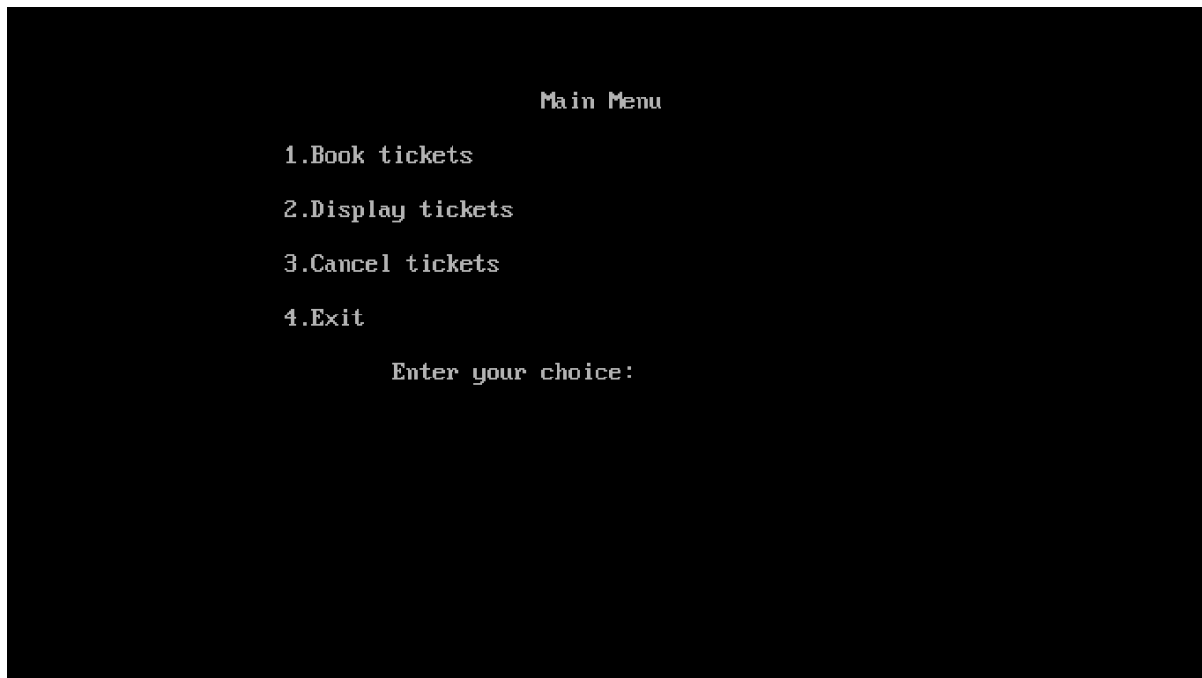 Main Menu
1.Book tickets
2.Display tickets
3.Cancel tickets
4.Exit
Enter your choice: